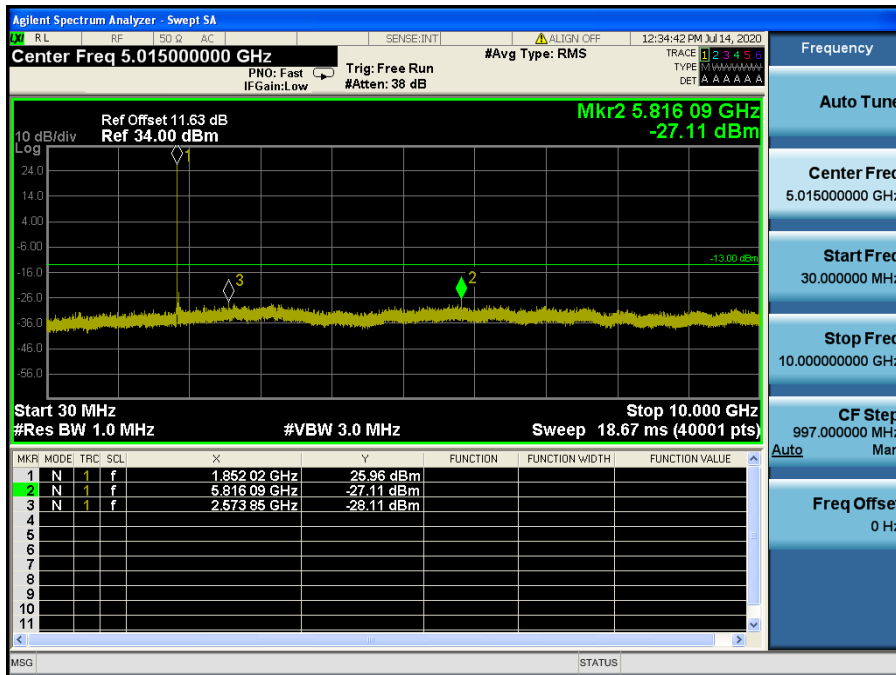 Agilent Spectrum Analyzer - Swept SA
LXI RL RF 50 Ω AC SENSE:INT ALIGN OFF 12:34:42 PM Jul 14, 2020
Center Freq 5.015000000 GHz #Avg Type: RMS TRACE 1 2 3 4 5 6
PNO: Fast Trig: Free Run TYPE M WWWWW
IFGain:Low #Atten: 38 dB DET A A A A A A
Mkr2 5.816 09 GHz
-27.11 dBm
Ref Offset 11.63 dB
10 dB/div Ref 34.00 dBm
Log
1
24.0
14.0
4.00
-6.00
-13.00 dBm
-16.0
3 2
-26.0
-36.0
-46.0
-56.0
Start 30 MHz Stop 10.000 GHz
#Res BW 1.0 MHz #VBW 3.0 MHz Sweep 18.67 ms (40001 pts)
MKR MODE TRC SCL X Y FUNCTION FUNCTION WIDTH FUNCTION VALUE
1 N 1 f 1.852 02 GHz 25.96 dBm
2 N 1 f 5.816 09 GHz -27.11 dBm
3 N 1 f 2.573 85 GHz -28.11 dBm
4
5
6
7
8
9
10
11
MSG STATUS
Frequency
Auto Tune
Center Freq
5.015000000 GHz
Start Freq
30.000000 MHz
Stop Freq
10.000000000 GHz
CF Step
997.000000 MHz
Auto Man
Freq Offset
0 Hz